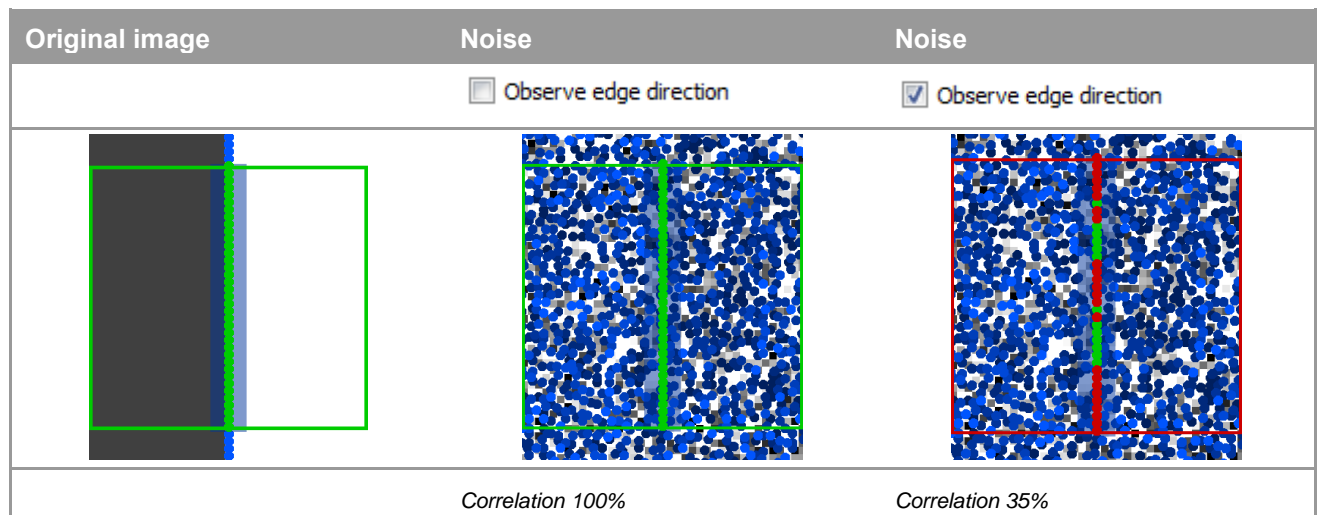 Original image Noise Noise
Observe edge direction Observe edge direction
Correlation 100% Correlation 35%